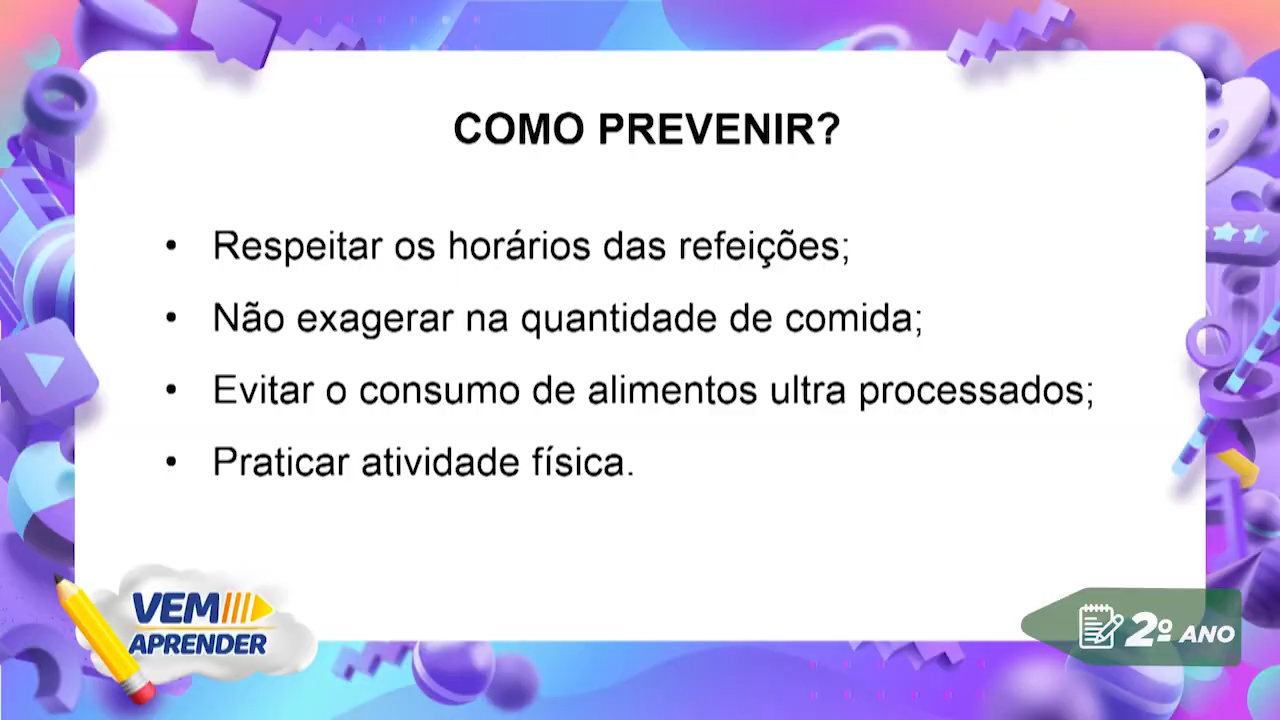 COMO PREVENIR?
• Respeitar os horários das refeições;
• Não exagerar na quantidade de comida;
• Evitar o consumo de alimentos ultra processados;
• Praticar atividade física.
VEM
APRENDER
2º ANO